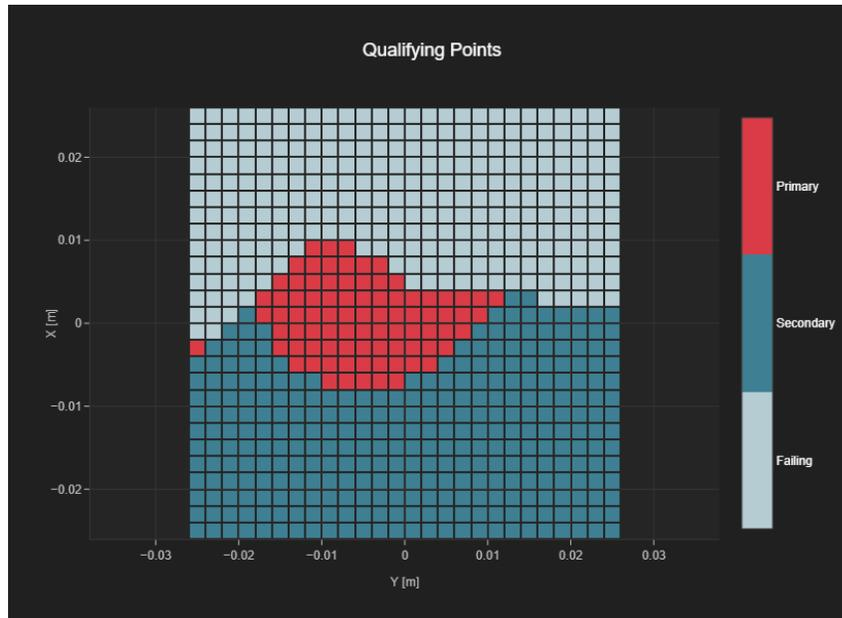 Qualifying Points
0.02
0.01
0
−0.01
−0.02
X [m]
−0.03
−0.02
−0.01
0
0.01
0.02
0.03
Y [m]
Primary
Secondary
Failing